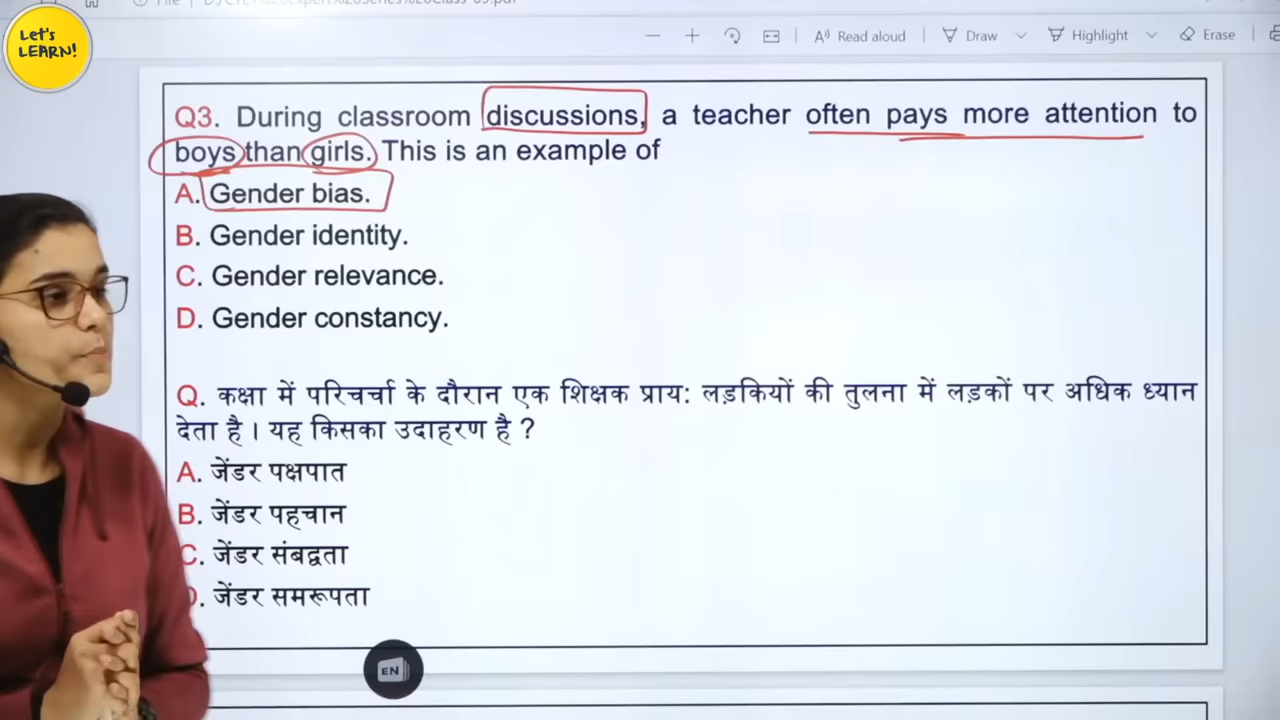 Let's
LEARN!
Read aloud
Draw
Highlight
Erase
Q3. During classroom discussions, a teacher often pays more attention to
boys than girls. This is an example of
A. Gender bias.
B. Gender identity.
C. Gender relevance.
D. Gender constancy.
Q. कक्षा में परिचर्चा के दौरान एक शिक्षक प्राय: लड़कियों की तुलना में लड़कों पर अधिक ध्यान
देता है । यह किसका उदाहरण है ?
A. जेंडर पक्षपात
B. जेंडर पहचान
C. जेंडर संबद्वता
D. जेंडर समरूपता
EN